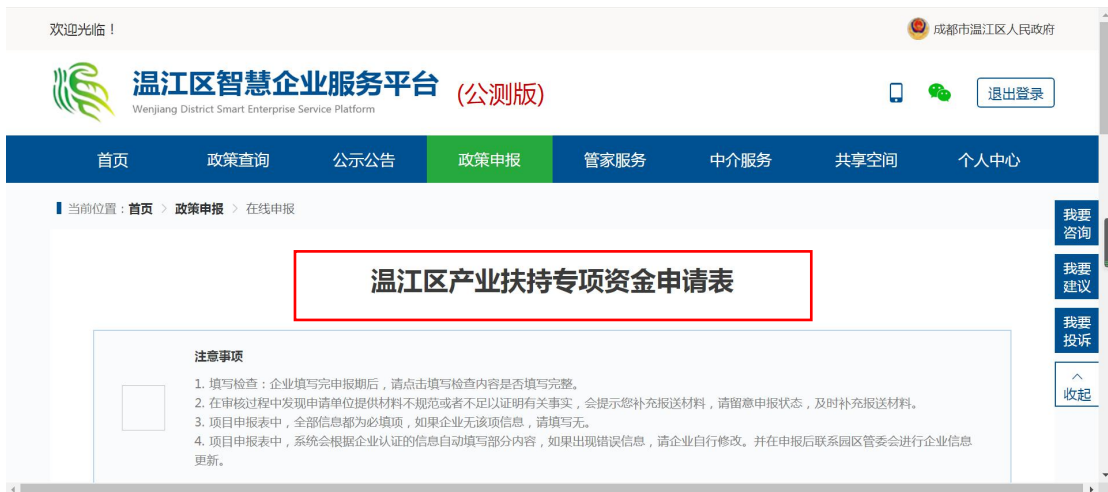 欢迎光临！
成都市温江区人民政府
温江区智慧企业服务平台 (公测版)
Wenjiang District Smart Enterprise Service Platform
退出登录
首页 政策查询 公示公告 政策申报 管家服务 中介服务 共享空间 个人中心
当前位置：首页 > 政策申报 > 在线申报
我要
咨询
温江区产业扶持专项资金申请表
我要
建议
我要
投诉
收起
注意事项
1. 填写检查：企业填写完申报期后，请点击填写检查内容是否填写完整。
2. 在审核过程中发现申请单位提供材料不规范或者不足以证明有关事实，会提示您补充报送材料，请留意申报状态，及时补充报送材料。
3. 项目申报表中，全部信息都为必填项，如果企业无该项信息，请填写无。
4. 项目申报表中，系统会根据企业认证的信息自动填写部分内容，如果出现错误信息，请企业自行修改。并在申报后联系园区管委会进行企业信息
更新。